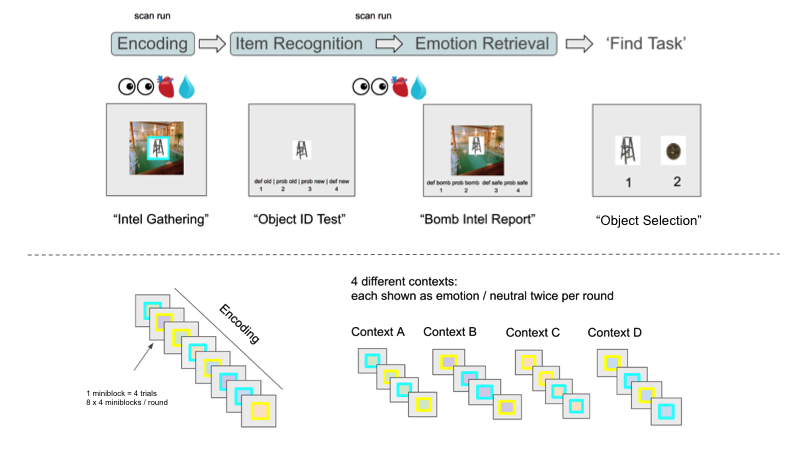 scan run
scan run
Encoding
Item Recognition
Emotion Retrieval
'Find Task'
def old | prob old | prob new | def new
1 2 3 4
def bomb prob bomb def safe prob safe
1 2 3 4
1 2
“Intel Gathering”
“Object ID Test”
“Bomb Intel Report”
“Object Selection”
Encoding
1 miniblock = 4 trials
8 x 4 miniblocks / round
4 different contexts:
each shown as emotion / neutral twice per round
Context A
Context B
Context C
Context D